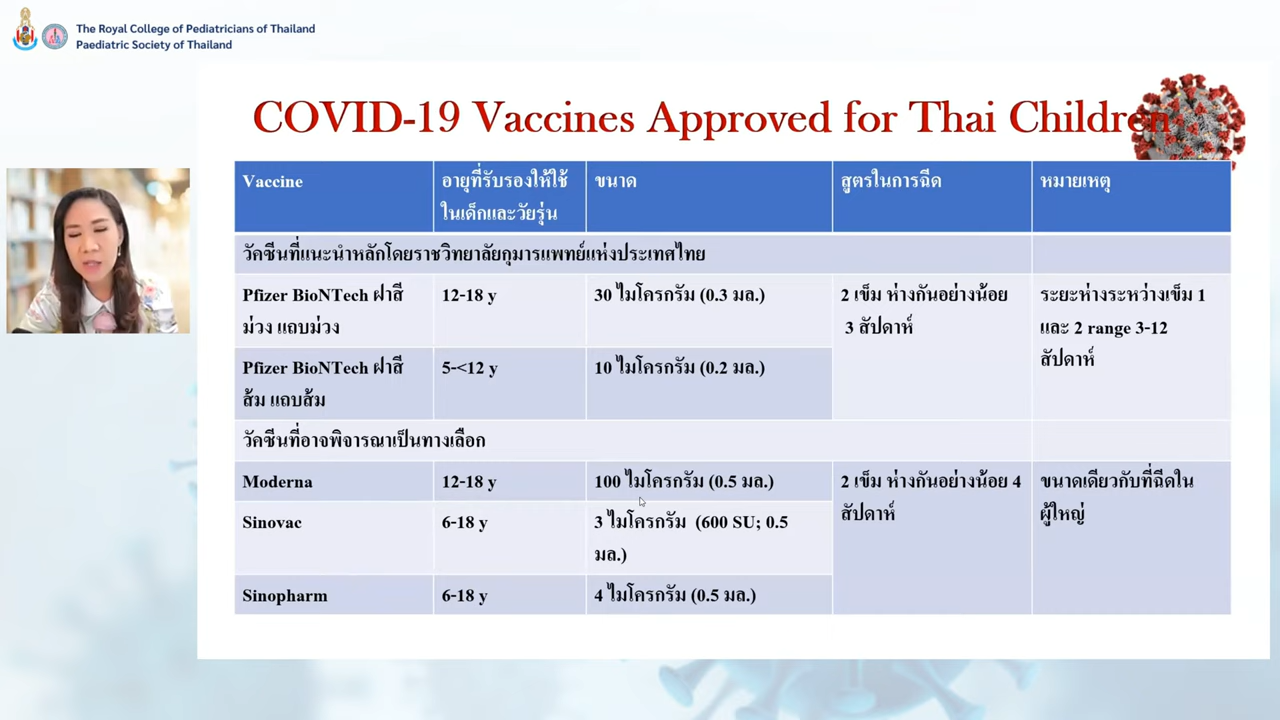 The Royal College of Pediatricians of Thailand
Paediatric Society of Thailand
COVID-19 Vaccines Approved for Thai Children
Vaccine
อายุที่รับรองให้ใช้
ในเด็กและวัยรุ่น
ขนาด
สูตรในการฉีด
หมายเหตุ
วัคซีนที่แนะนำหลักโดยราชวิทยาลัยกุมารแพทย์แห่งประเทศไทย
Pfizer BioNTech ฝาสี
ม่วง แถบม่วง
12-18 y
30 ไมโครกรัม (0.3 มล.)
2 เข็ม ห่างกันอย่างน้อย
3 สัปดาห์
ระยะห่างระหว่างเข็ม 1
และ 2 range 3-12
สัปดาห์
Pfizer BioNTech ฝาสี
ส้ม แถบส้ม
5-<12 y
10 ไมโครกรัม (0.2 มล.)
วัคซีนที่อาจพิจารณาเป็นทางเลือก
Moderna
12-18 y
100 ไมโครกรัม (0.5 มล.)
2 เข็ม ห่างกันอย่างน้อย 4
สัปดาห์
ขนาดเดียวกับที่ฉีดใน
ผู้ใหญ่
Sinovac
6-18 y
3 ไมโครกรัม (600 SU; 0.5
มล.)
Sinopharm
6-18 y
4 ไมโครกรัม (0.5 มล.)